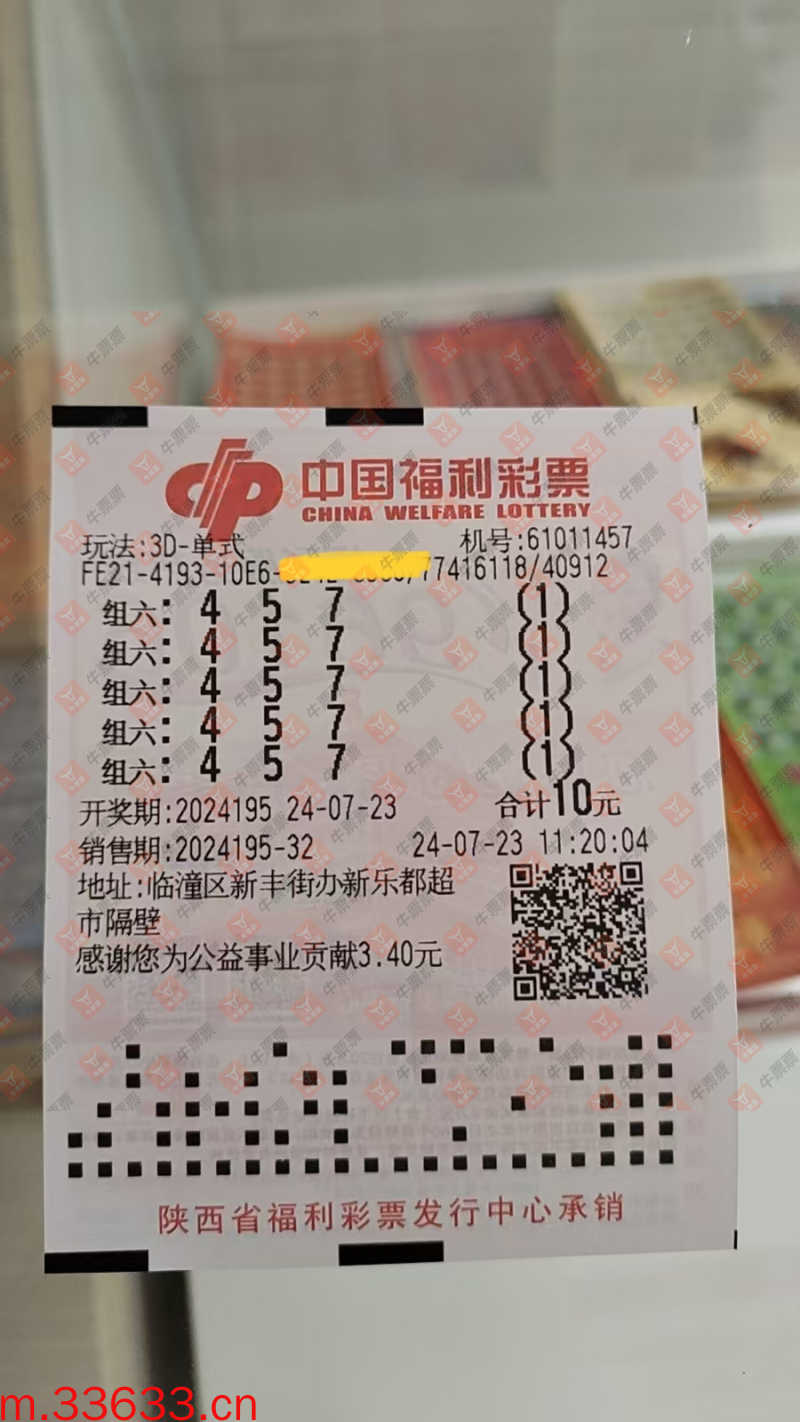 中国福利彩票
CHINA WELFARE LOTTERY
玩法:3D-单式 机号:61011457
FE21-4193-10E6- /77416118/40912
组六: 4 5 7 (1)
组六: 4 5 7 (1)
组六: 4 5 7 (1)
组六: 4 5 7 (1)
组六: 4 5 7 (1)
开奖期:2024195 24-07-23 合计10元
销售期:2024195-32 24-07-23 11:20:04
地址:临潼区新丰街办新乐都超
市隔壁
感谢您为公益事业贡献3.40元
陕西省福利彩票发行中心承销
m.33633.cn
牛票票